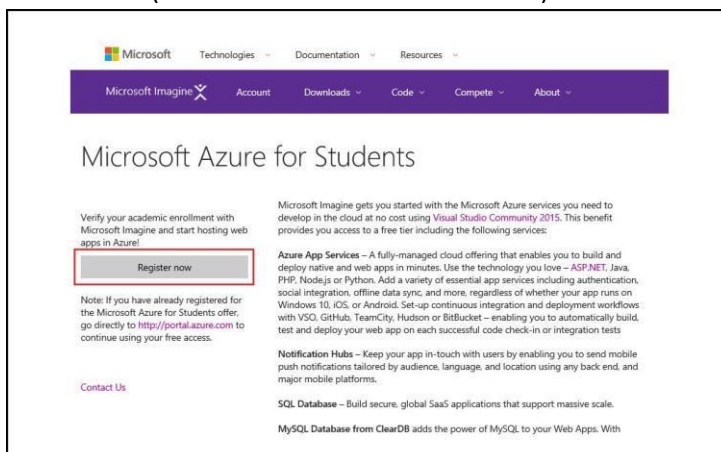 Microsoft Technologies Documentation Resources
Microsoft Imagine Account Downloads Code Compete About
Microsoft Azure for Students
Verify your academic enrollment with
Microsoft Imagine and start hosting web
apps in Azure!
Register now
Note: If you have already registered for
the Microsoft Azure for Students offer,
go directly to http://portal.azure.com to
continue using your free access.
Contact Us
Microsoft Imagine gets you started with the Microsoft Azure services you need to
develop in the cloud at no cost using Visual Studio Community 2015. This benefit
provides you access to a free tier including the following services:
Azure App Services – A fully-managed cloud offering that enables you to build and
deploy native and web apps in minutes. Use the technology you love – ASP.NET, Java,
PHP, Node.js or Python. Add a variety of essential app services including authentication,
social integration, offline data sync, and more, regardless of whether your app runs on
Windows 10, iOS, or Android. Set-up continuous integration and deployment workflows
with VSO, GitHub, TeamCity, Hudson or BitBucket – enabling you to automatically build,
test and deploy your web app on each successful code check-in or integration tests
Notification Hubs – Keep your app in-touch with users by enabling you to send mobile
push notifications tailored by audience, language, and location using any back end, and
major mobile platforms.
SQL Database – Build secure, global SaaS applications that support massive scale.
MySQL Database from ClearDB adds the power of MySQL to your Web Apps. With